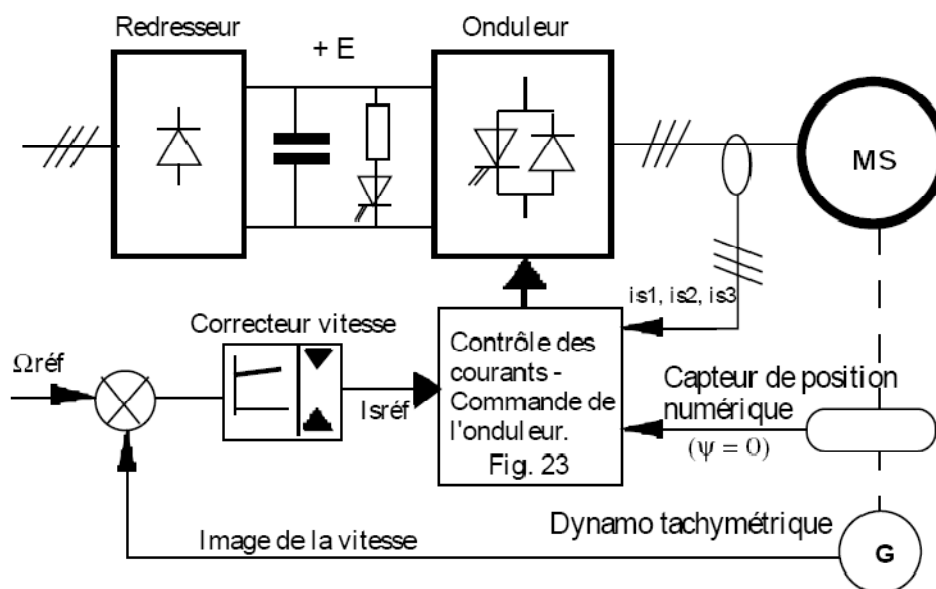 Redresseur
+ E
Onduleur
MS
is1, is2, is3
Correcteur vitesse
Ωréf
Isréf
Contrôle des
courants -
Commande de
l'onduleur.
Fig. 23
Capteur de position
numérique
(ψ = 0)
Dynamo tachymétrique
Image de la vitesse
G